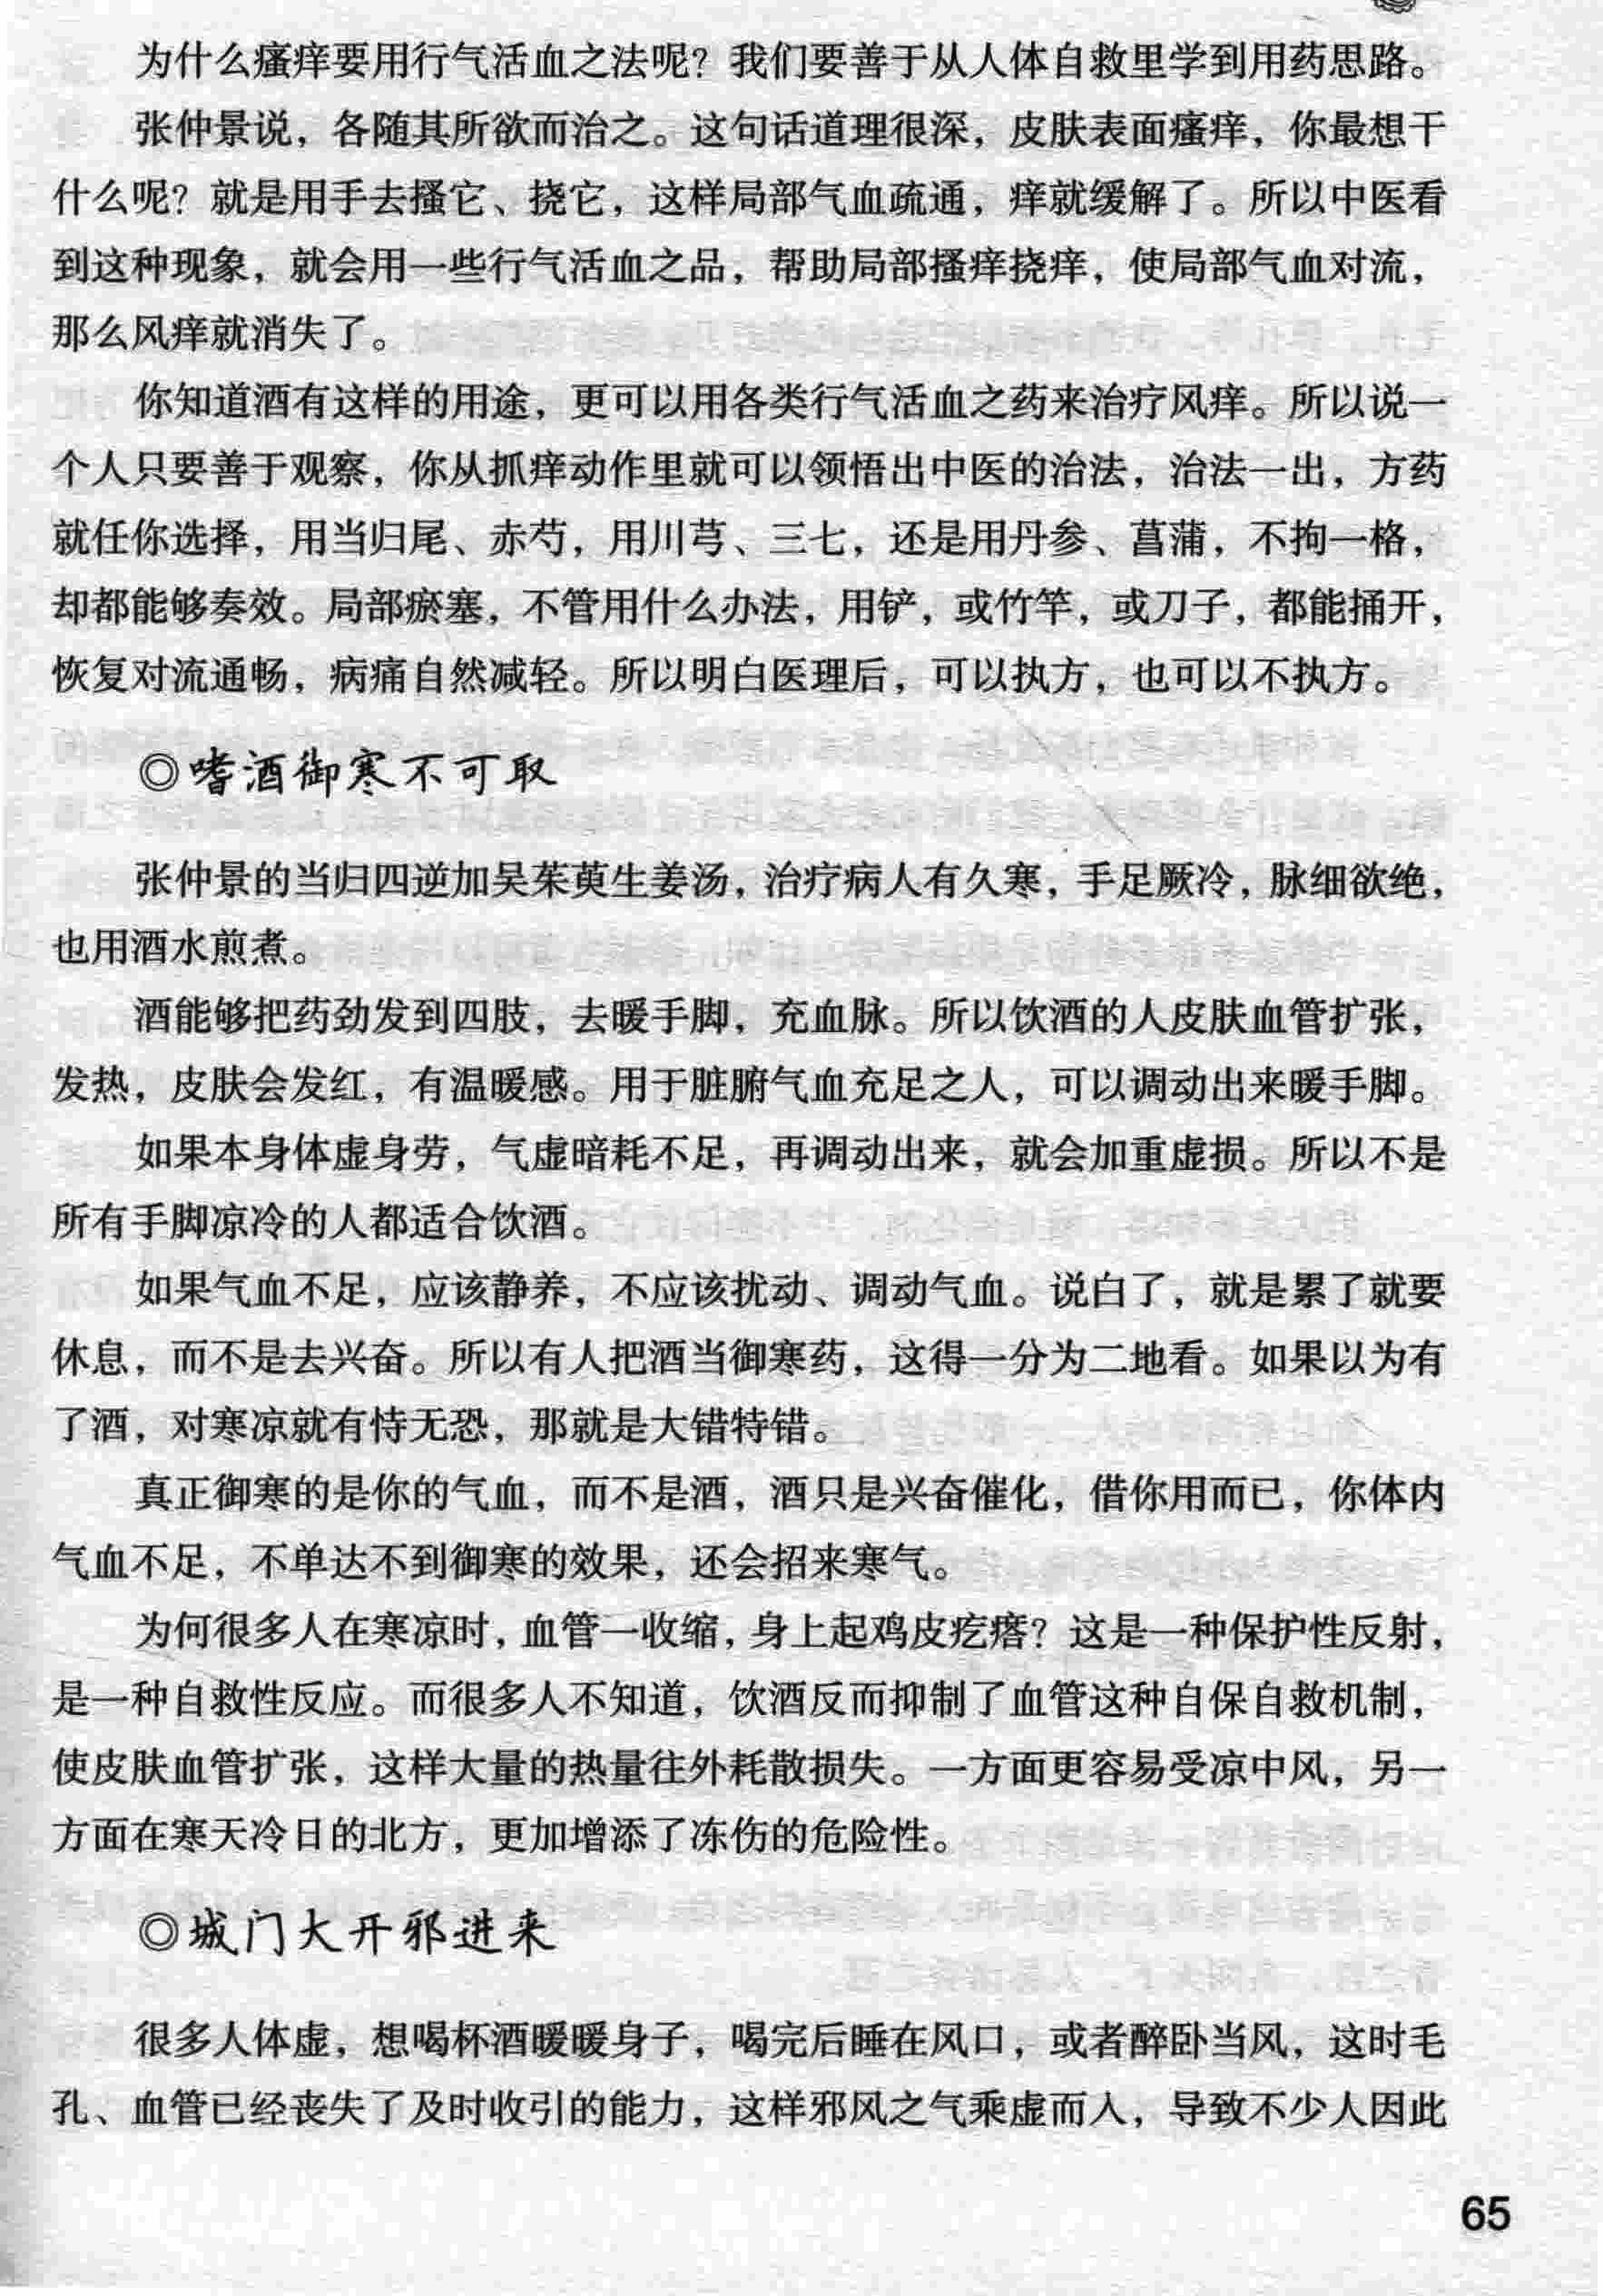 为什么瘙痒要用行气活血之法呢？我们要善于从人体自救里学到用药思路。
张仲景说，各随其所欲而治之。这句话道理很深，皮肤表面瘙痒，你最想干
什么呢？就是用手去搔它、挠它，这样局部气血疏通，痒就缓解了。所以中医看
到这种现象，就会用一些行气活血之品，帮助局部搔痒挠痒，使局部气血对流，
那么风痒就消失了。
你知道酒有这样的用途，更可以用各类行气活血之药来治疗风痒。所以说一
个人只要善于观察，你从抓痒动作里就可以领悟出中医的治法，治法一出，方药
就任你选择，用当归尾、赤芍，用川芎、三七，还是用丹参、菖蒲，不拘一格，
却都能够奏效。局部瘀塞，不管用什么办法，用铲，或竹竿，或刀子，都能捅开，
恢复对流通畅，病痛自然减轻。所以明白医理后，可以执方，也可以不执方。
◎嗜酒御寒不可取
张仲景的当归四逆加吴茱萸生姜汤，治疗病人有久寒，手足厥冷，脉细欲绝，
也用酒水煎煮。
酒能够把药劲发到四肢，去暖手脚，充血脉。所以饮酒的人皮肤血管扩张，
发热，皮肤会发红，有温暖感。用于脏腑气血充足之人，可以调动出来暖手脚。
如果本身体虚身劳，气虚暗耗不足，再调动出来，就会加重虚损。所以不是
所有手脚凉冷的人都适合饮酒。
如果气血不足，应该静养，不应该扰动、调动气血。说白了，就是累了就要
休息，而不是去兴奋。所以有人把酒当御寒药，这得一分为二地看。如果以为有
了酒，对寒凉就有恃无恐，那就是大错特错。
真正御寒的是你的气血，而不是酒，酒只是兴奋催化，借你用而已，你体内
气血不足，不单达不到御寒的效果，还会招来寒气。
为何很多人在寒凉时，血管一收缩，身上起鸡皮疙瘩？这是一种保护性反射，
是一种自救性反应。而很多人不知道，饮酒反而抑制了血管这种自保自救机制，
使皮肤血管扩张，这样大量的热量往外耗散损失。一方面更容易受凉中风，另一
方面在寒天冷日的北方，更加增添了冻伤的危险性。
◎城门大开邪进来
很多人体虚，想喝杯酒暖暖身子，喝完后睡在风口，或者醉卧当风，这时毛
孔、血管已经丧失了及时收引的能力，这样邪风之气乘虚而入，导致不少人因此
65